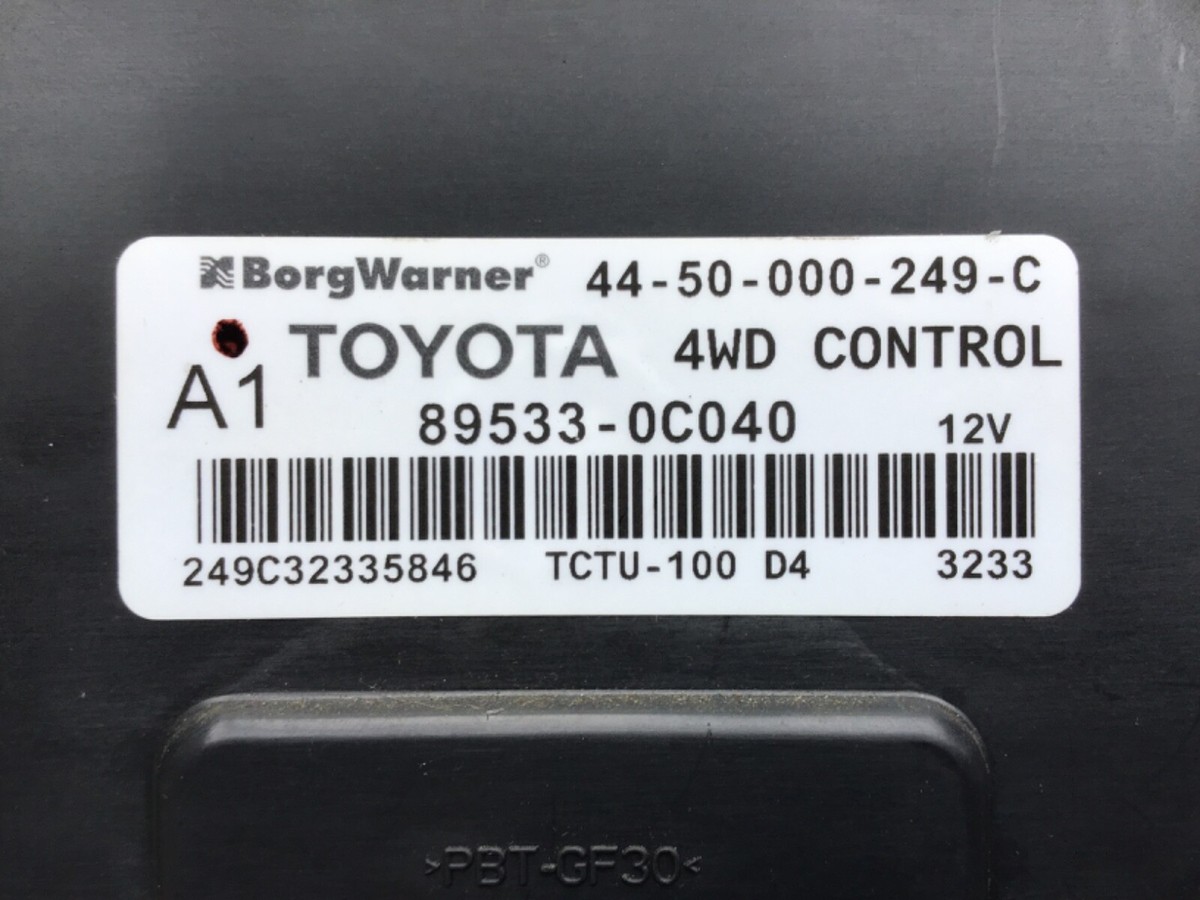 BorgWarner® 44-50-000-249-C
TOYOTA 4WD CONTROL
A1
89533-0C040 12V
249C32335846 TCTU-100 D4 3233
>PBT-GF30<